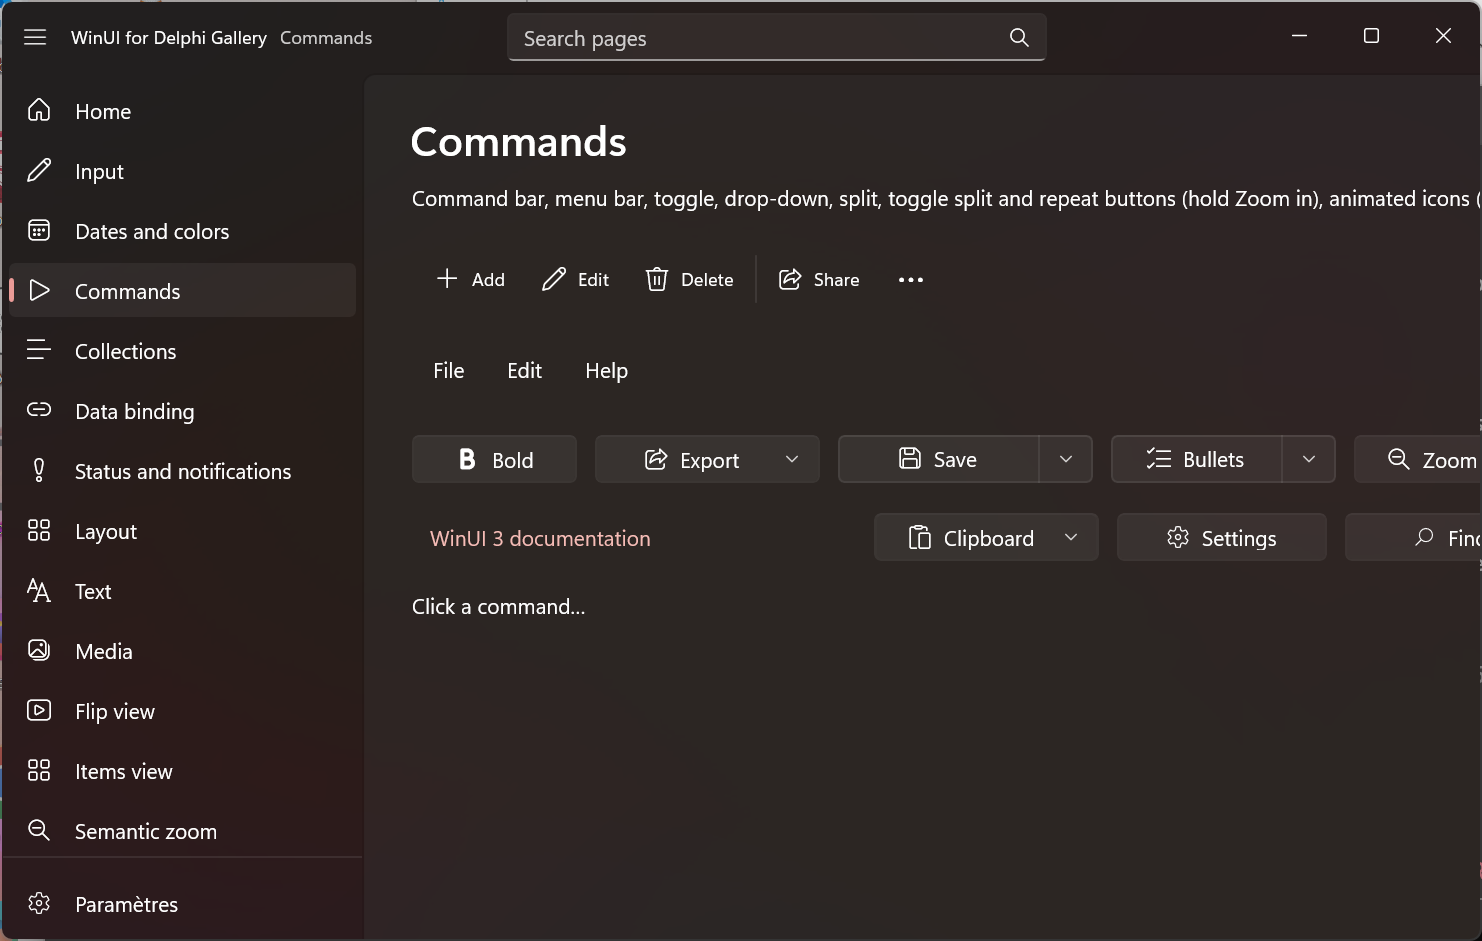 WinUI for Delphi Gallery Commands
Search pages
Home
Input
Dates and colors
Commands
Collections
Data binding
Status and notifications
Layout
Text
Media
Flip view
Items view
Semantic zoom
Paramètres
Commands
Command bar, menu bar, toggle, drop-down, split, toggle split and repeat buttons (hold Zoom in), animated icons (
Add Edit Delete Share
File Edit Help
Bold Export Save Bullets Zoom
WinUI 3 documentation Clipboard Settings
Click a command...